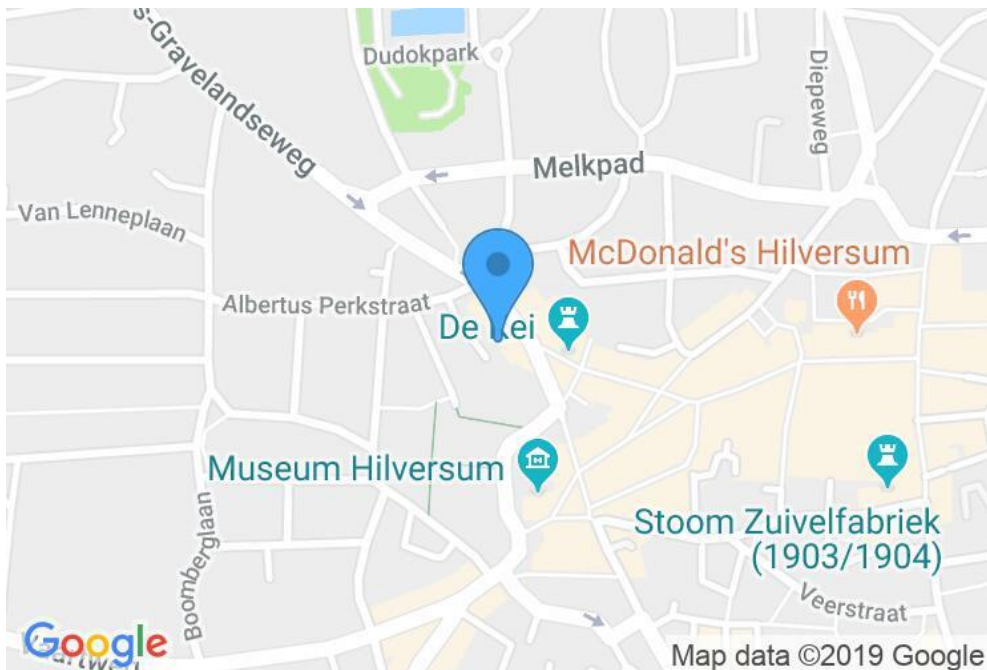 s-Gravelandseweg
Dudokpark
Diepeweg
Melkpad
Van Lenneplaan
McDonald's Hilversum
Albertus Perkstraat
De Kei
Museum Hilversum
Stoom Zuivelfabriek
(1903/1904)
Boomberglaan
Veerstraat
Google
Map data ©2019 Google